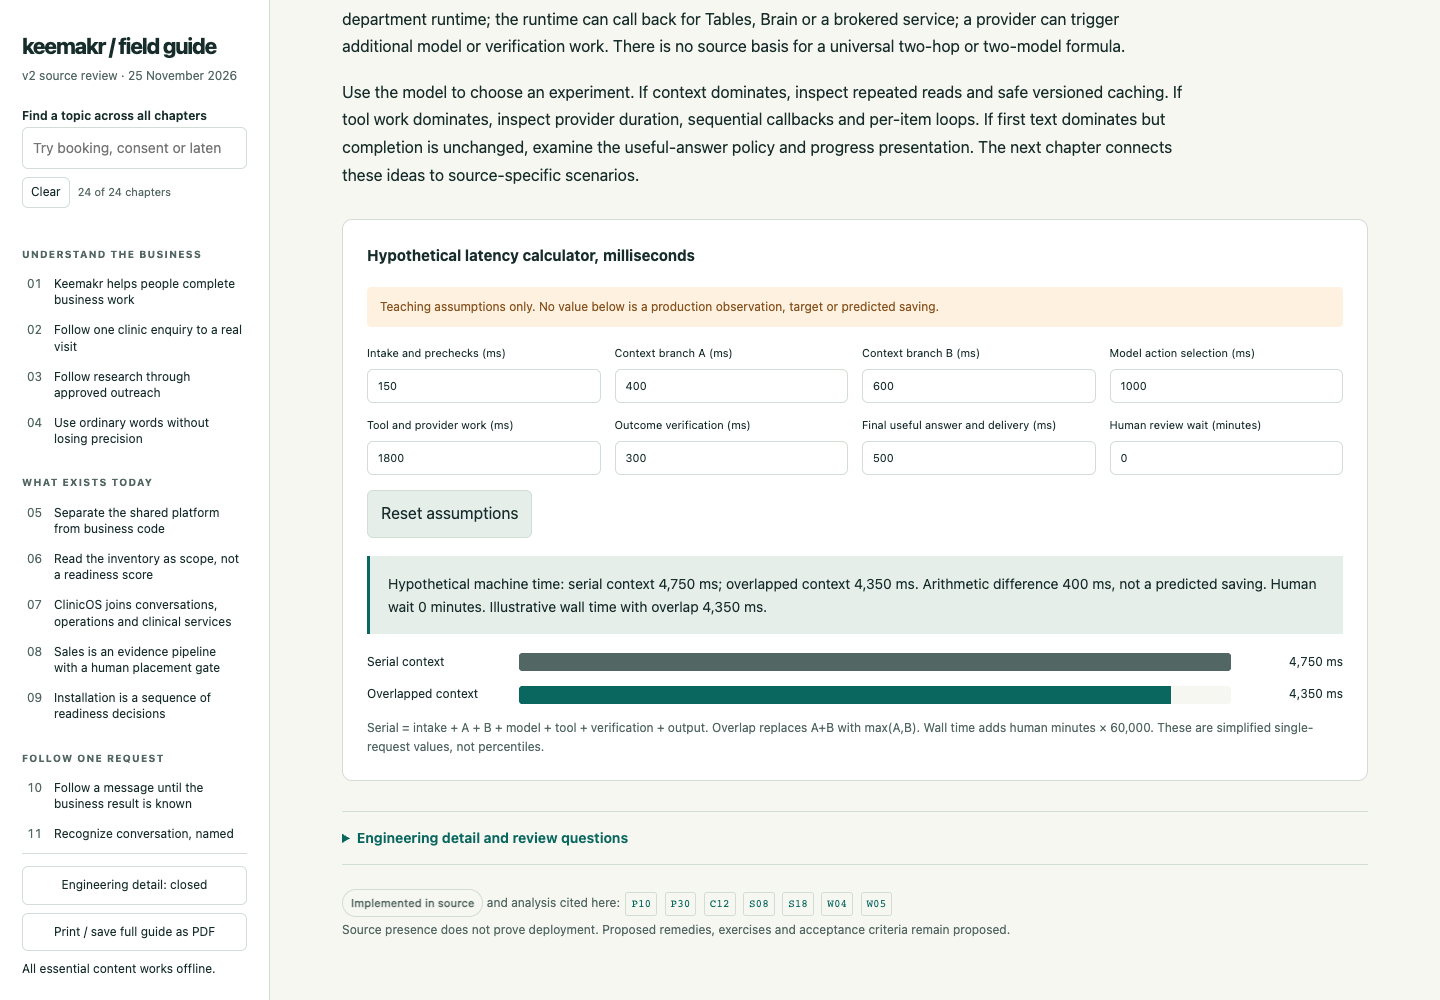 keemakr / field guide
v2 source review · 25 November 2026
Find a topic across all chapters
Try booking, consent or laten
Clear
24 of 24 chapters
UNDERSTAND THE BUSINESS
01 Keemakr helps people complete
business work
02 Follow one clinic enquiry to a real
visit
03 Follow research through
approved outreach
04 Use ordinary words without
losing precision
WHAT EXISTS TODAY
05 Separate the shared platform
from business code
06 Read the inventory as scope, not
a readiness score
07 ClinicOS joins conversations,
operations and clinical services
08 Sales is an evidence pipeline
with a human placement gate
09 Installation is a sequence of
readiness decisions
FOLLOW ONE REQUEST
10 Follow a message until the
business result is known
11 Recognize conversation, named
Engineering detail: closed
Print / save full guide as PDF
All essential content works offline.
department runtime; the runtime can call back for Tables, Brain or a brokered service; a provider can trigger
additional model or verification work. There is no source basis for a universal two-hop or two-model formula.
Use the model to choose an experiment. If context dominates, inspect repeated reads and safe versioned caching. If
tool work dominates, inspect provider duration, sequential callbacks and per-item loops. If first text dominates but
completion is unchanged, examine the useful-answer policy and progress presentation. The next chapter connects
these ideas to source-specific scenarios.
Hypothetical latency calculator, milliseconds
Teaching assumptions only. No value below is a production observation, target or predicted saving.
Intake and prechecks (ms)
150
Context branch A (ms)
400
Context branch B (ms)
600
Model action selection (ms)
1000
Tool and provider work (ms)
1800
Outcome verification (ms)
300
Final useful answer and delivery (ms)
500
Human review wait (minutes)
0
Reset assumptions
Hypothetical machine time: serial context 4,750 ms; overlapped context 4,350 ms. Arithmetic difference 400 ms, not a predicted saving. Human
wait 0 minutes. Illustrative wall time with overlap 4,350 ms.
Serial context 4,750 ms
Overlapped context 4,350 ms
Serial = intake + A + B + model + tool + verification + output. Overlap replaces A+B with max(A,B). Wall time adds human minutes × 60,000. These are simplified single-
request values, not percentiles.
Engineering detail and review questions
Implemented in source and analysis cited here: P10 P30 C12 S08 S18 W04 W05
Source presence does not prove deployment. Proposed remedies, exercises and acceptance criteria remain proposed.